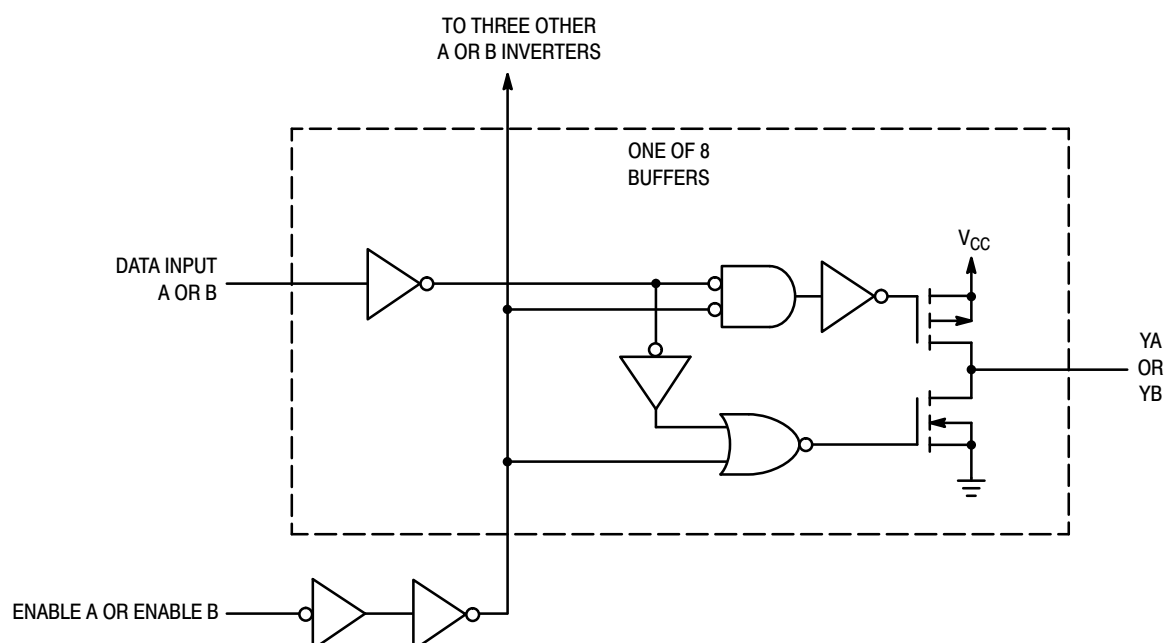 TO THREE OTHER
A OR B INVERTERS
ONE OF 8
BUFFERS
VCC
DATA INPUT
A OR B
YA
OR
YB
ENABLE A OR ENABLE B